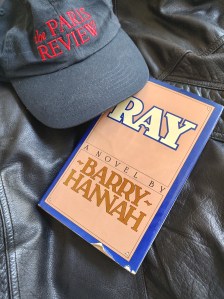 the PARIS
REVIEW
RAY
A NOVEL BY
~BARRY~
HANNAH